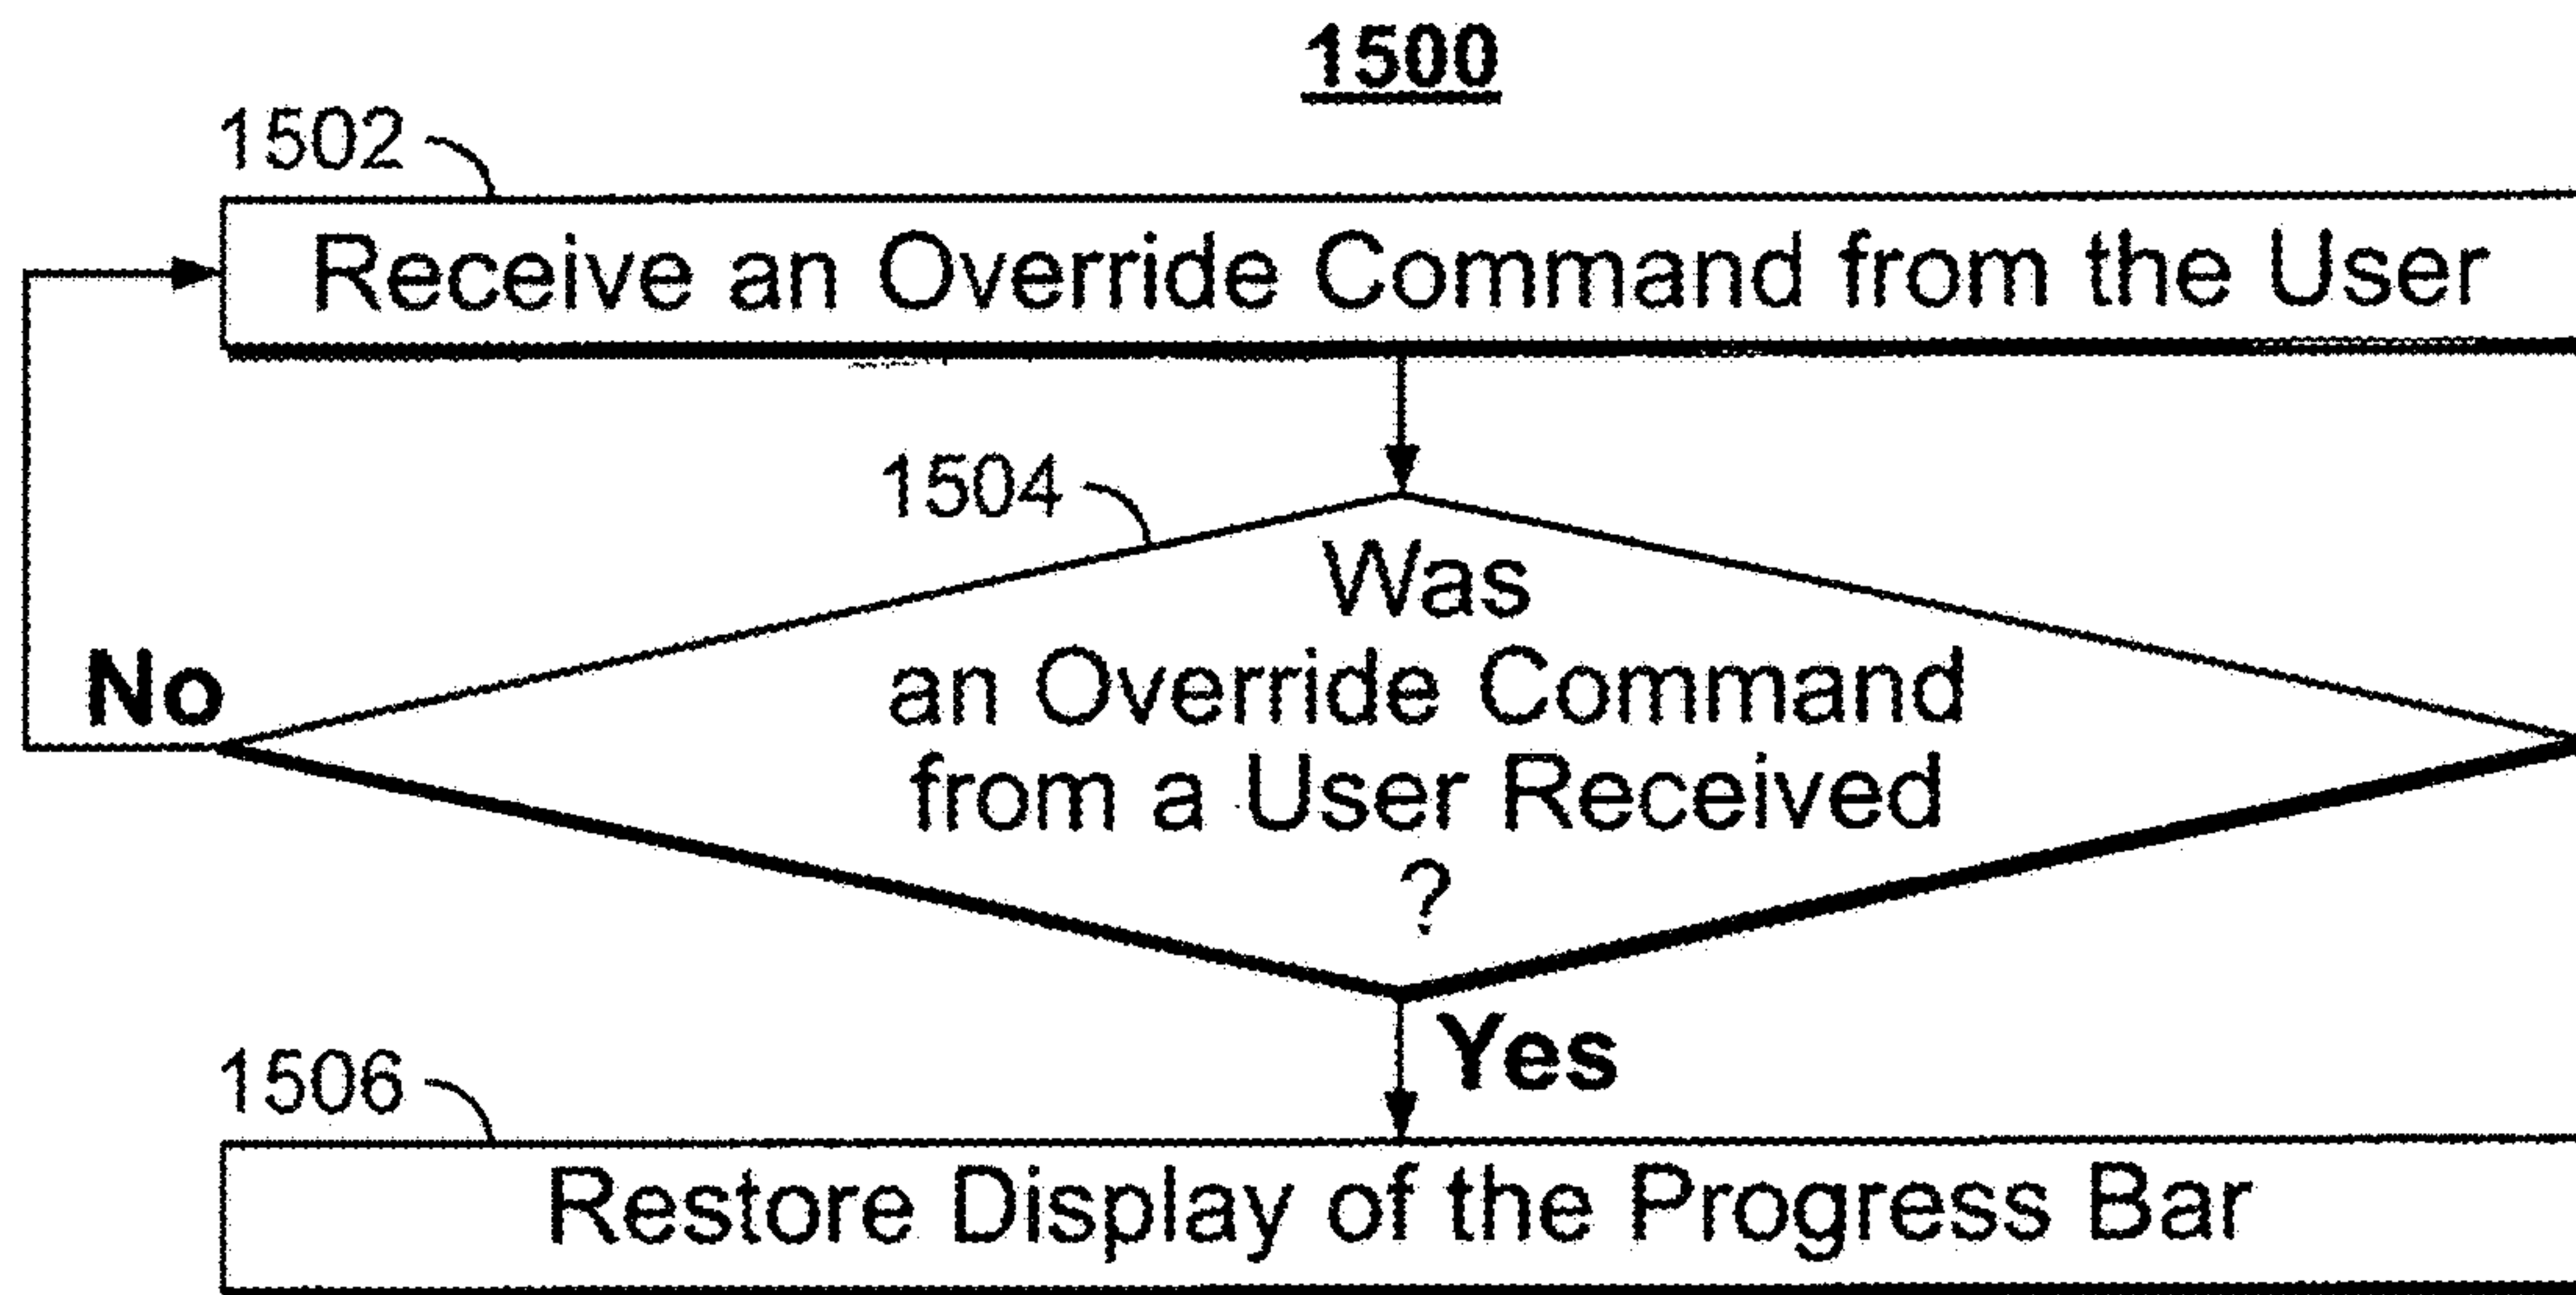 1500
1502
Receive an Override Command from the User
1504
Was
an Override Command
from a User Received
?
No
Yes
1506
Restore Display of the Progress Bar